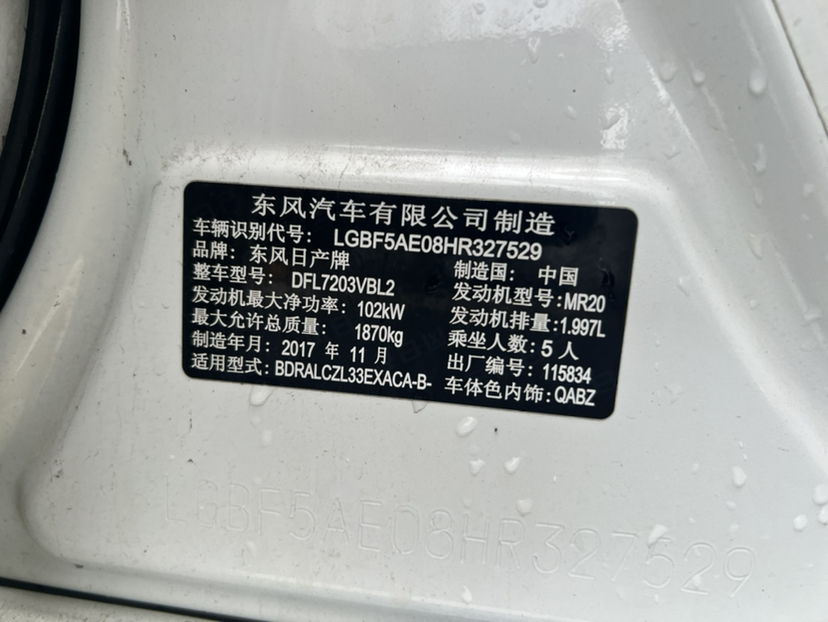 东风汽车有限公司制造
车辆识别代号: LGBF5AE08HR327529
品牌: 东风日产牌 制造国: 中国
整车型号: DFL7203VBL2 发动机型号:MR20
发动机最大净功率: 102kW 发动机排量:1.997L
最大允许总质量: 1870kg 乘坐人数: 5 人
制造年月: 2017 年 11 月 出厂编号: 115834
适用型式: BDRALCZL33EXACA-B- 车体色内饰:QABZ
LGBF5AE08HR327529